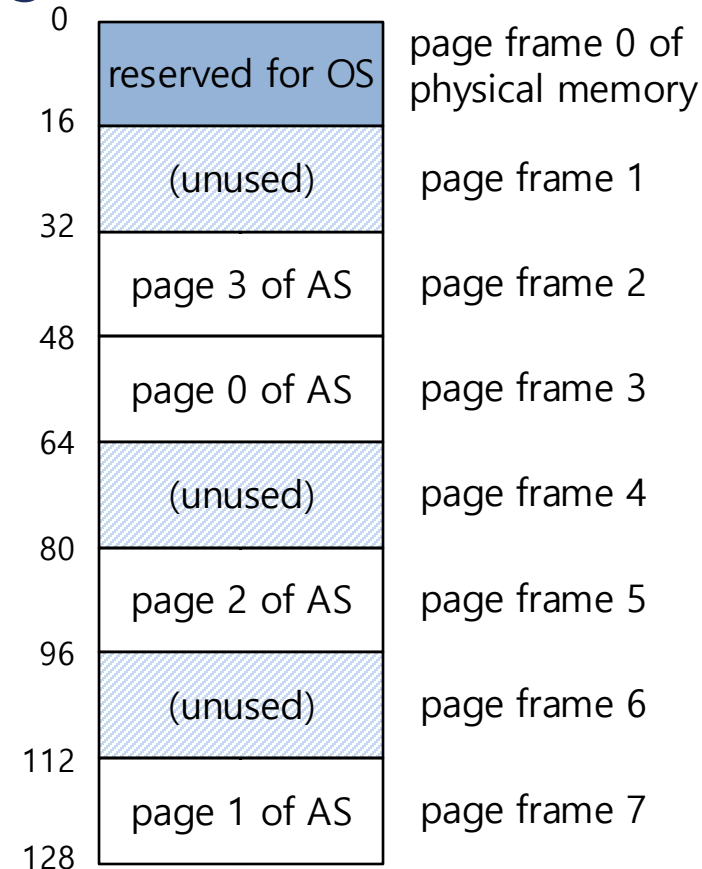 0
reserved for OS
page frame 0 of
physical memory
16
(unused)
page frame 1
32
page 3 of AS
page frame 2
48
page 0 of AS
page frame 3
64
(unused)
page frame 4
80
page 2 of AS
page frame 5
96
(unused)
page frame 6
112
page 1 of AS
page frame 7
128